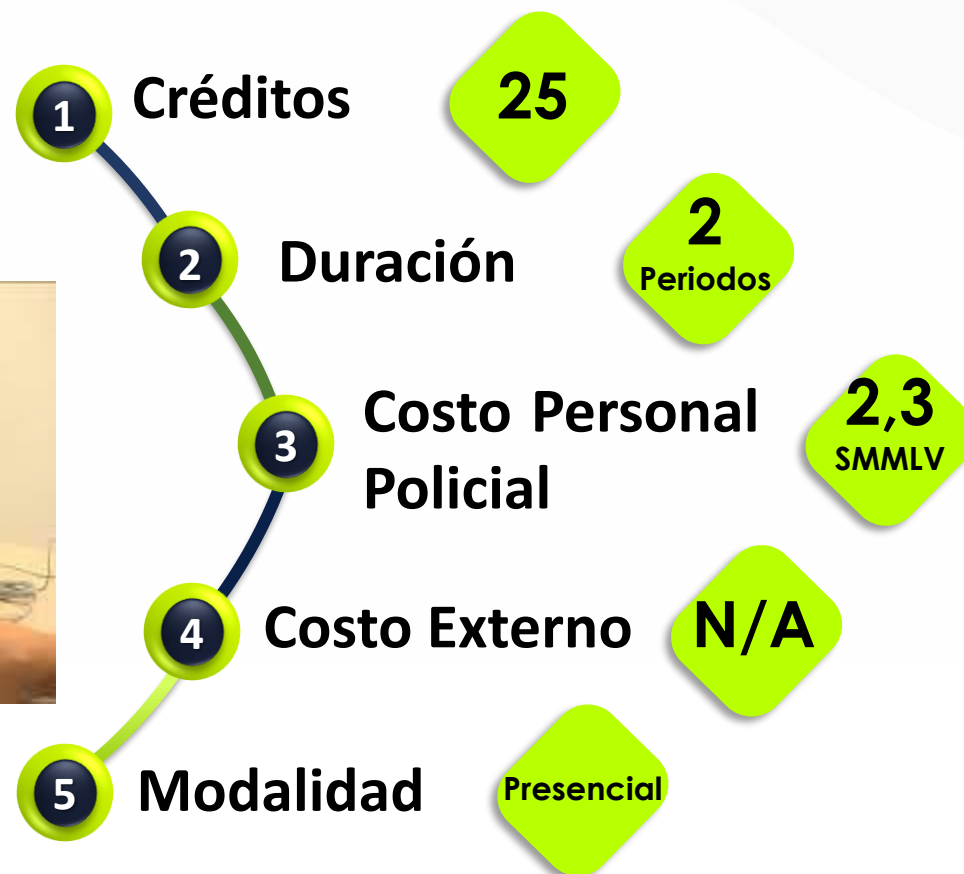 1
Créditos
25
2
Duración
2
Periodos
3
Costo Personal
Policial
2,3
SMMLV
4
Costo Externo
N/A
5
Modalidad
Presencial